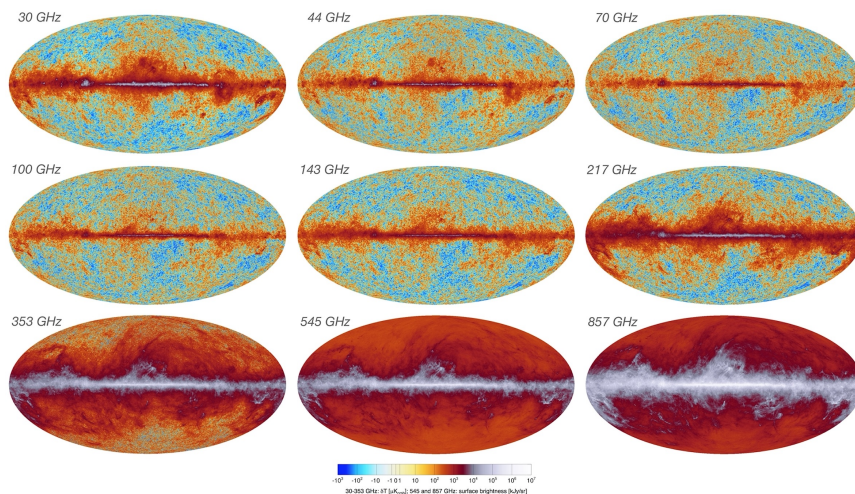 30 GHz
44 GHz
70 GHz
100 GHz
143 GHz
217 GHz
353 GHz
545 GHz
857 GHz
-10³ -10² -10 -1 0 1 10 10² 10³ 10⁴ 10⁵ 10⁶ 10⁷
30-353 GHz: δT [μK_cmb]; 545 and 857 GHz: surface brightness [kJy/sr]